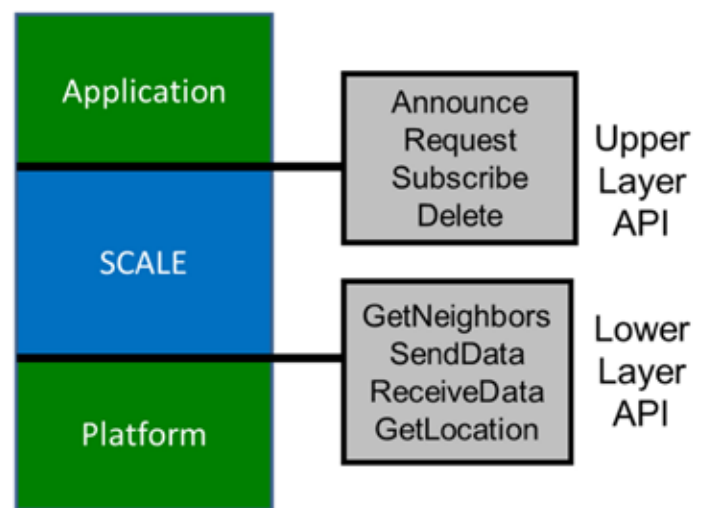 Application
SCALE
Platform
Announce
Request
Subscribe
Delete
Upper
Layer
API
GetNeighbors
SendData
ReceiveData
GetLocation
Lower
Layer
API